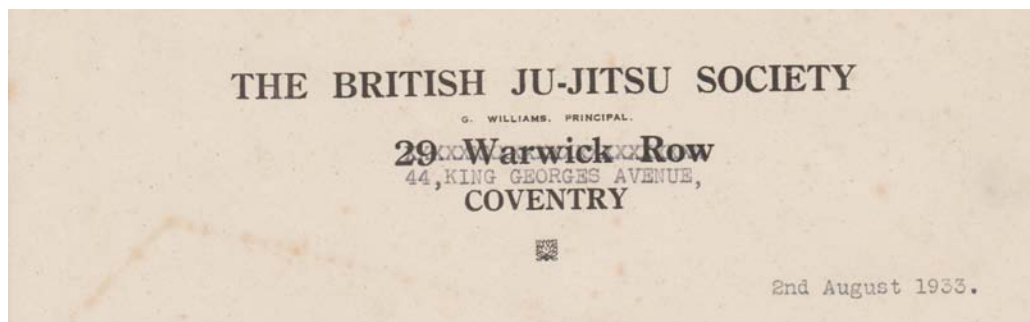 THE BRITISH JU-JITSU SOCIETY
G. WILLIAMS. PRINCIPAL.
29 Warwick Row
44, KING GEORGES AVENUE,
COVENTRY
2nd August 1933.